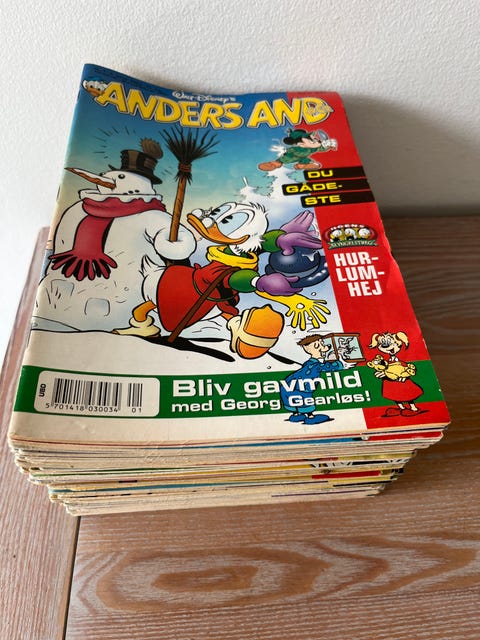 Walt Disney's
ANDERS AND
DU
GÅDE-
STE
HUR-
LUM-
HEJ
Bliv gavmild
med Georg Gearløs!
USD
5 701418 030034
01